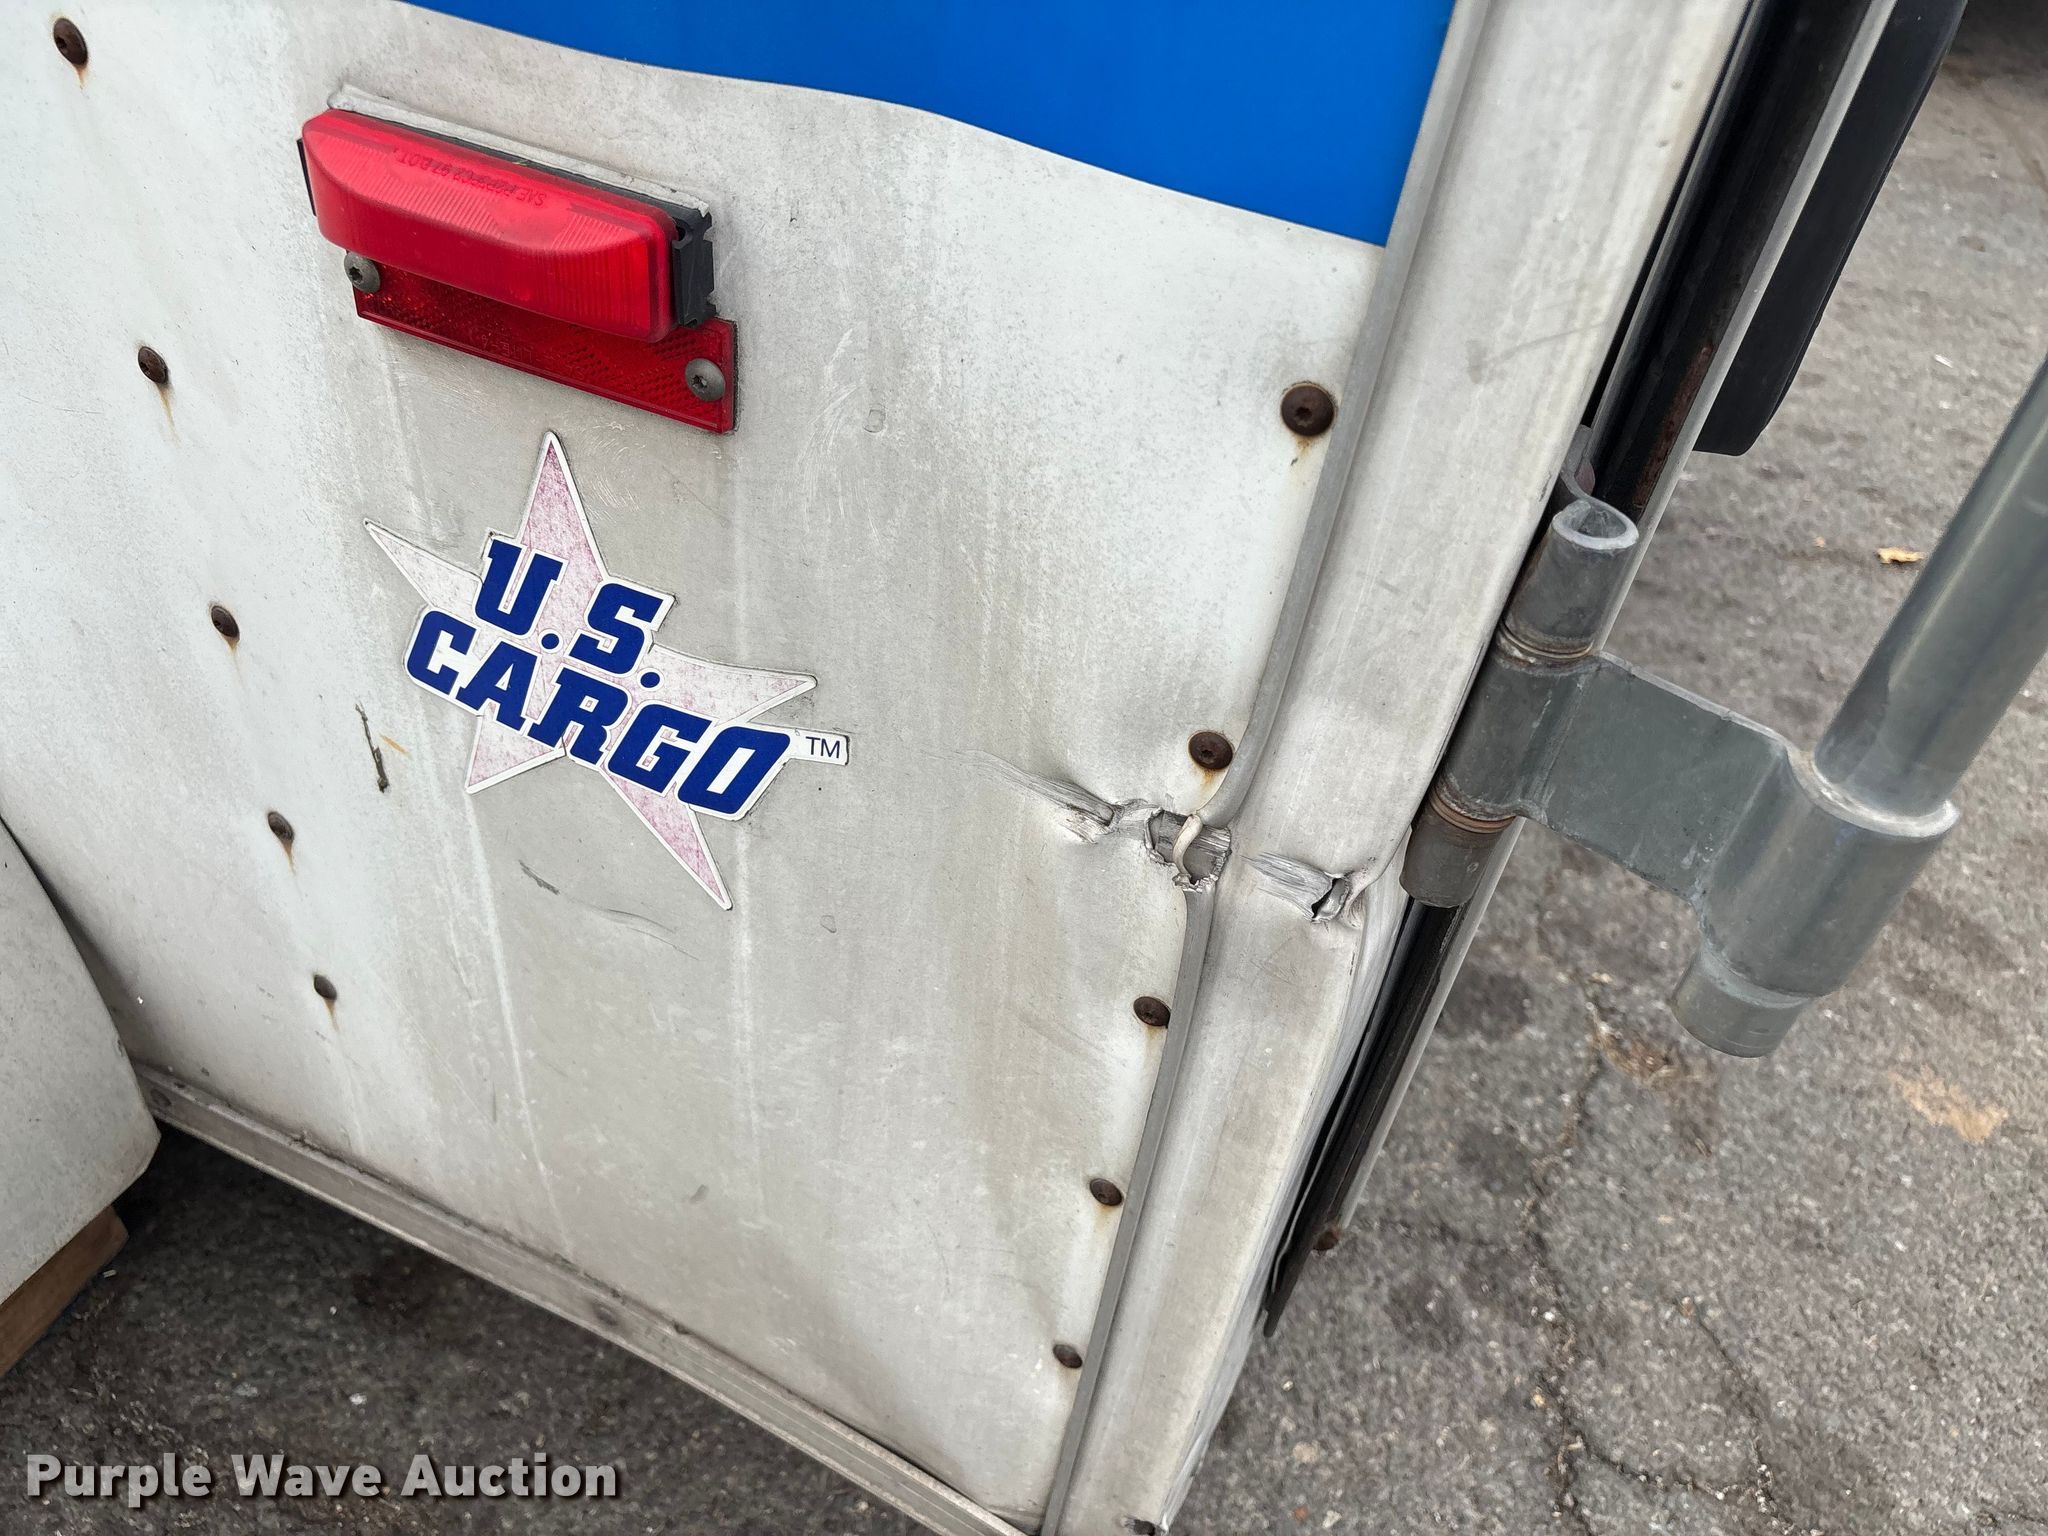 U.S.
CARGO
TM
Purple Wave Auction